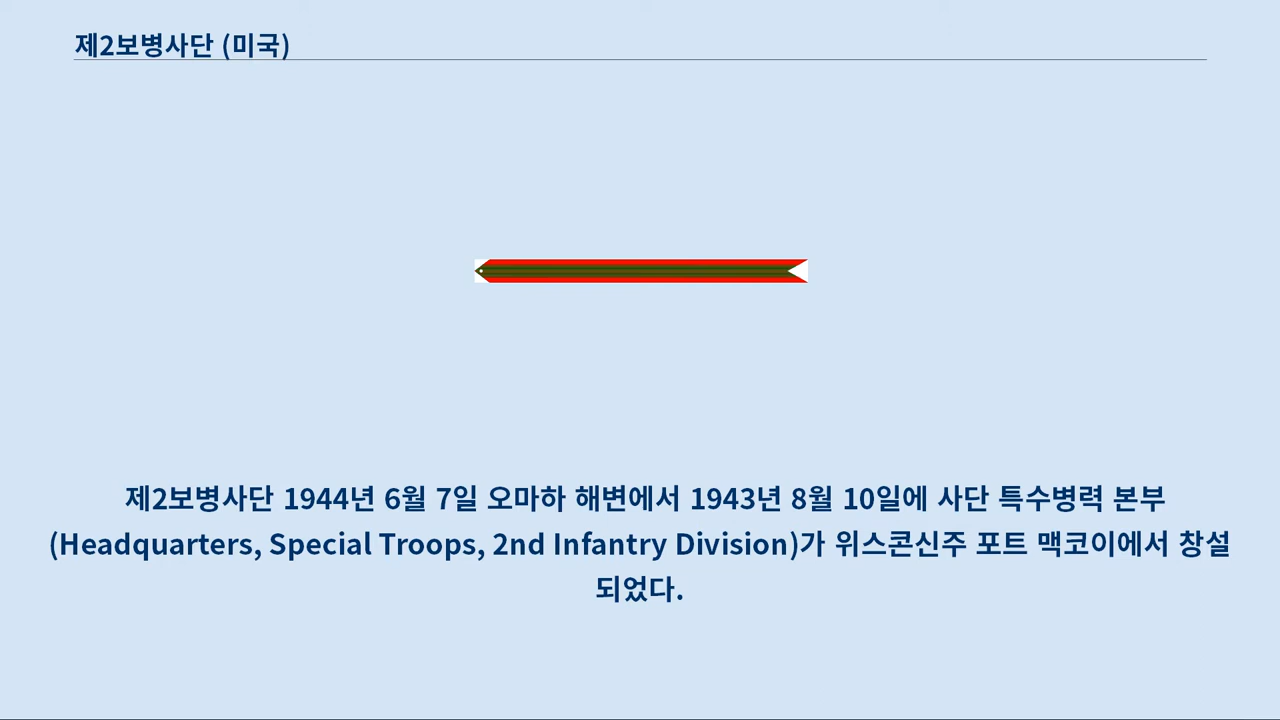 제2보병사단 (미국)
제2보병사단 1944년 6월 7일 오마하 해변에서 1943년 8월 10일에 사단 특수병력 본부
(Headquarters, Special Troops, 2nd Infantry Division)가 위스콘신주 포트 맥코이에서 창설
되었다.